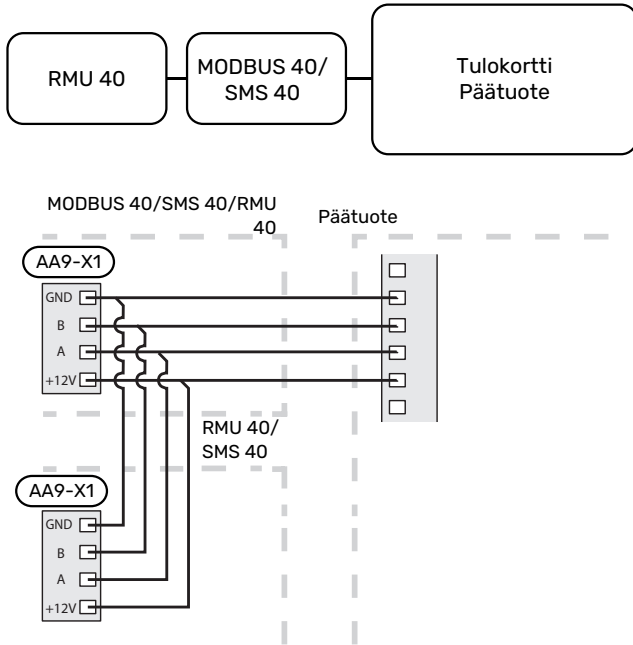 RMU 40
MODBUS 40/
SMS 40
Tulokortti
Päätuote
MODBUS 40/SMS 40/RMU
40
Päätuote
AA9-X1
GND
B
A
+12V
RMU 40/
SMS 40
AA9-X1
GND
B
A
+12V